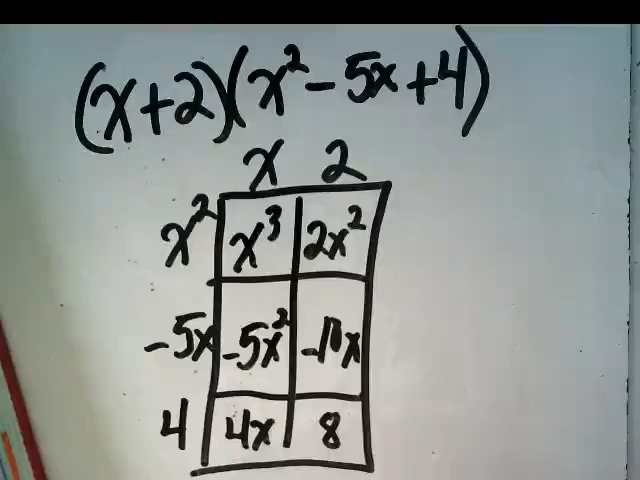 (x+2)(x²-5x+4)
x 2
x² x³ 2x²
-5x -5x² -10x
4 4x 8